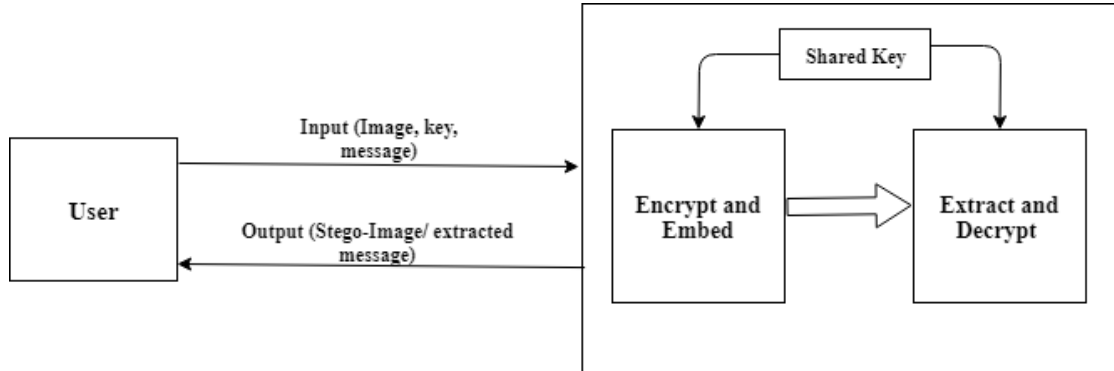 Shared Key
Input (Image, key,
message)
User
Encrypt and
Embed
Extract and
Decrypt
Output (Stego-Image/ extracted
message)